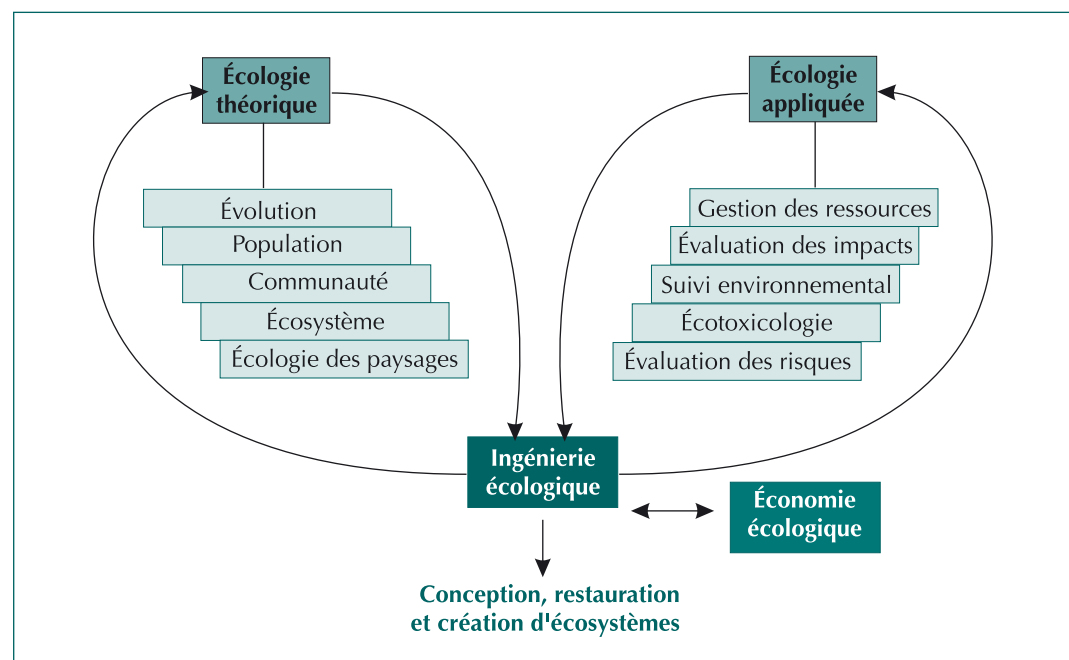 Écologie
théorique
Évolution
Population
Communauté
Écosystème
Écologie des paysages
Écologie
appliquée
Gestion des ressources
Évaluation des impacts
Suivi environnemental
Écotoxicologie
Évaluation des risques
Ingénierie
écologique
Économie
écologique
Conception, restauration
et création d'écosystèmes